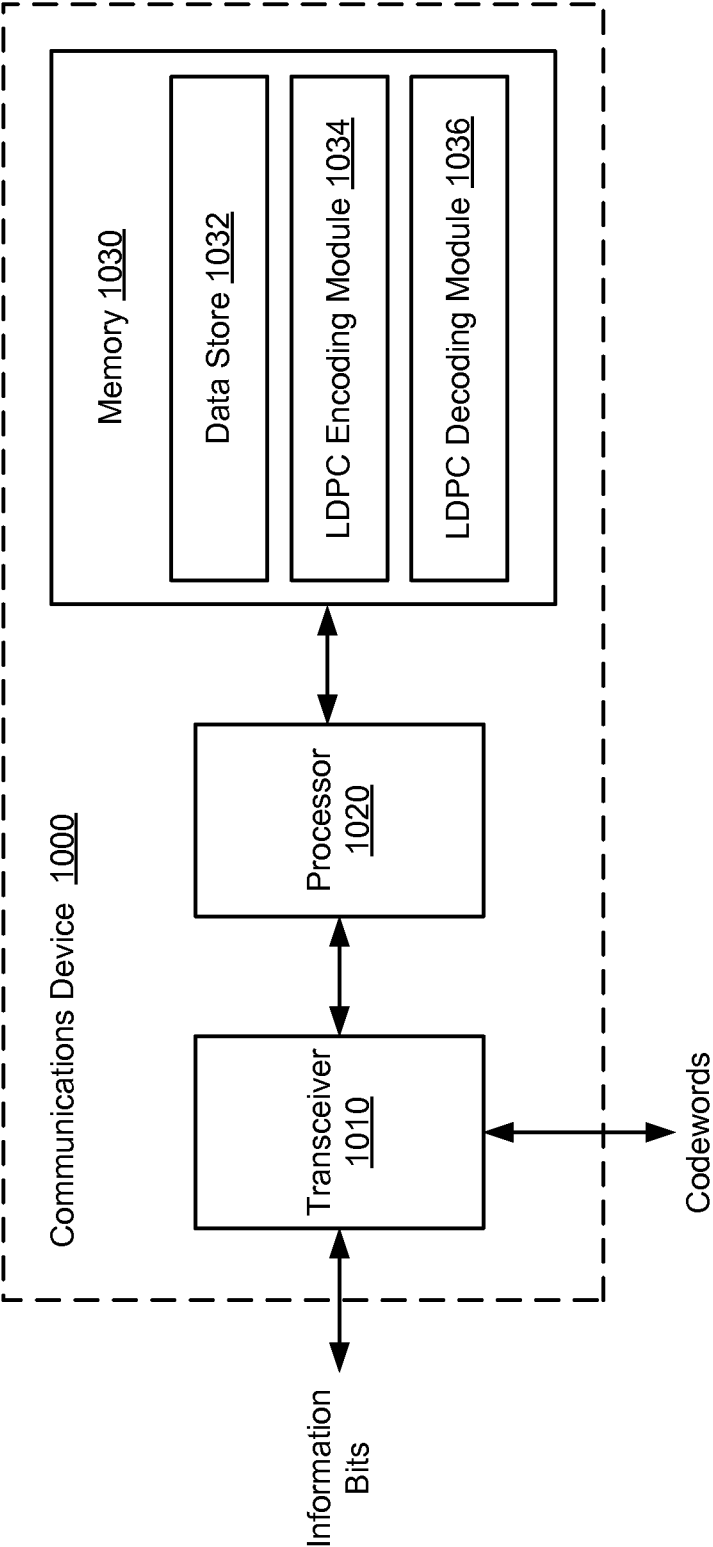 Communications Device 1000
Information
Bits
Transceiver
1010
Codewords
Processor
1020
Memory 1030
Data Store 1032
LDPC Encoding Module 1034
LDPC Decoding Module 1036